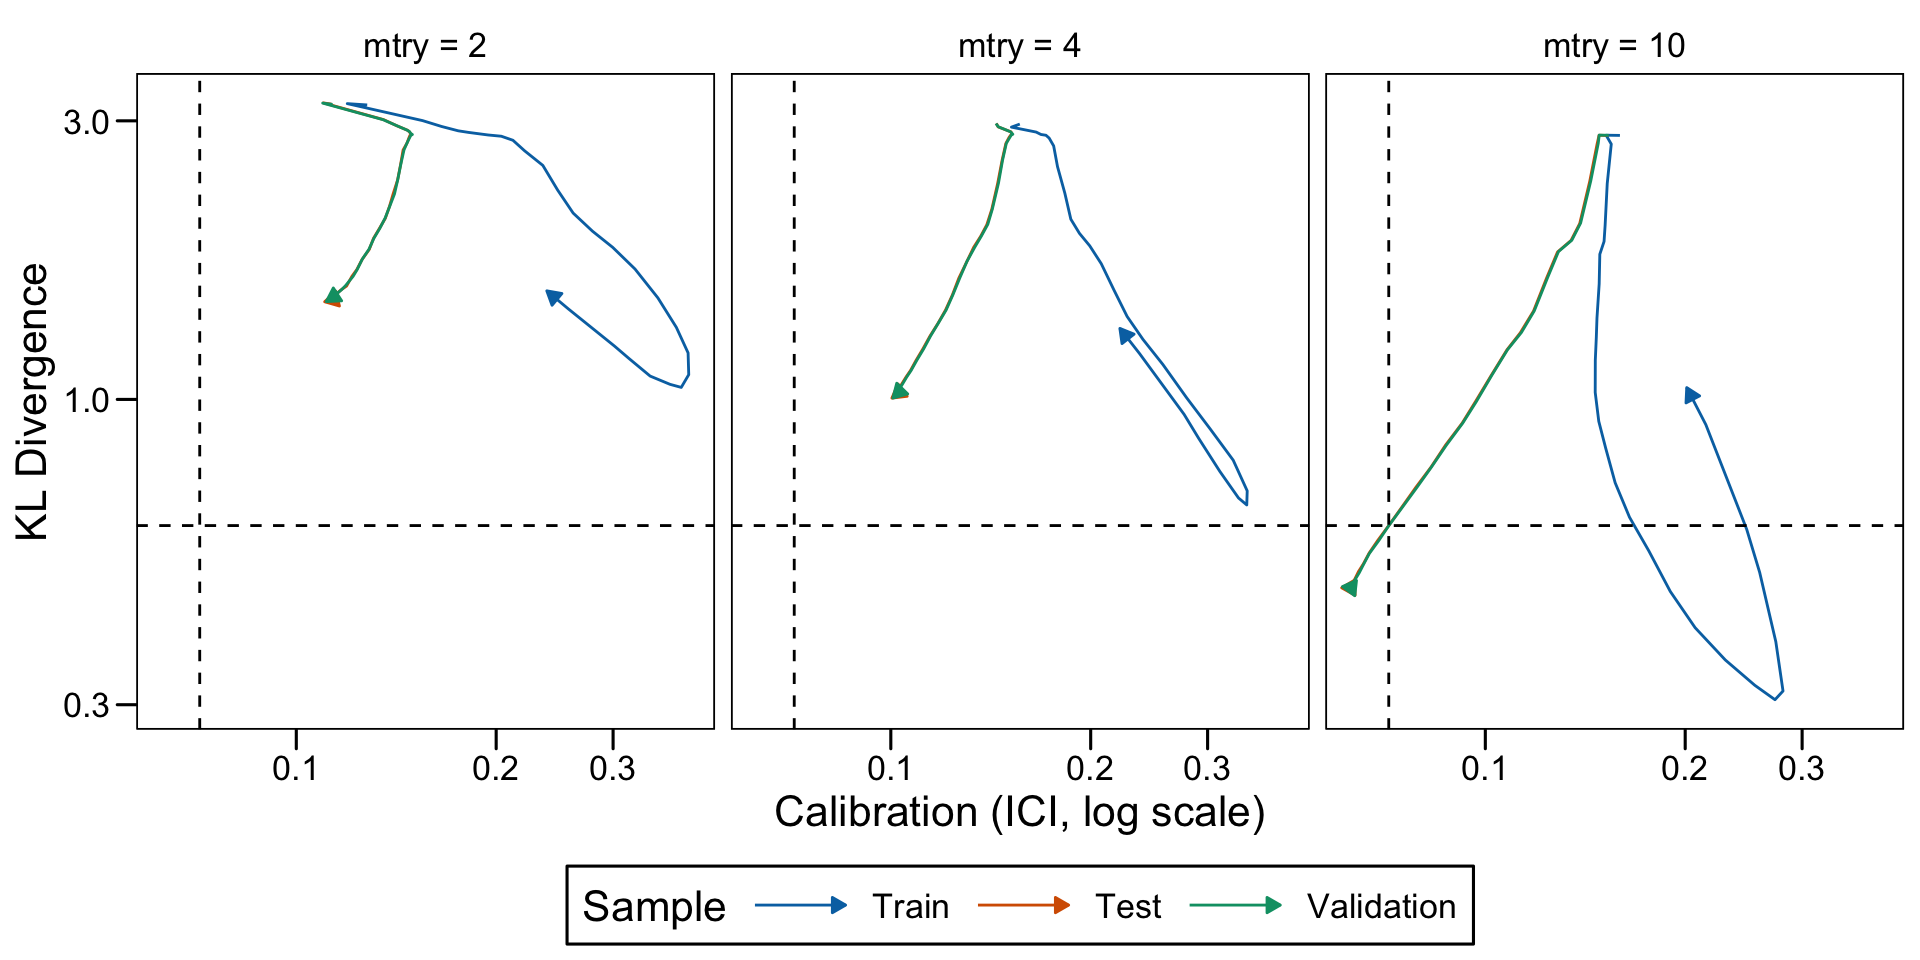 mtry = 2 mtry = 4 mtry = 10
KL Divergence
3.0
1.0
0.3
0.1 0.2 0.3 0.1 0.2 0.3 0.1 0.2 0.3
Calibration (ICI, log scale)
Sample Train Test Validation